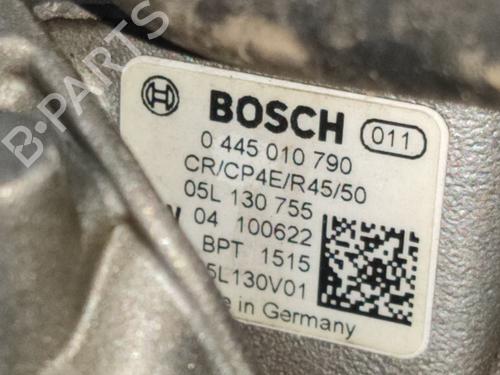 B-PARTS
BOSCH 011
0 445 010 790
CR/CP4E/R45/50
05L 130 755
04 100622
BPT 1515
5L130V01
in Germany